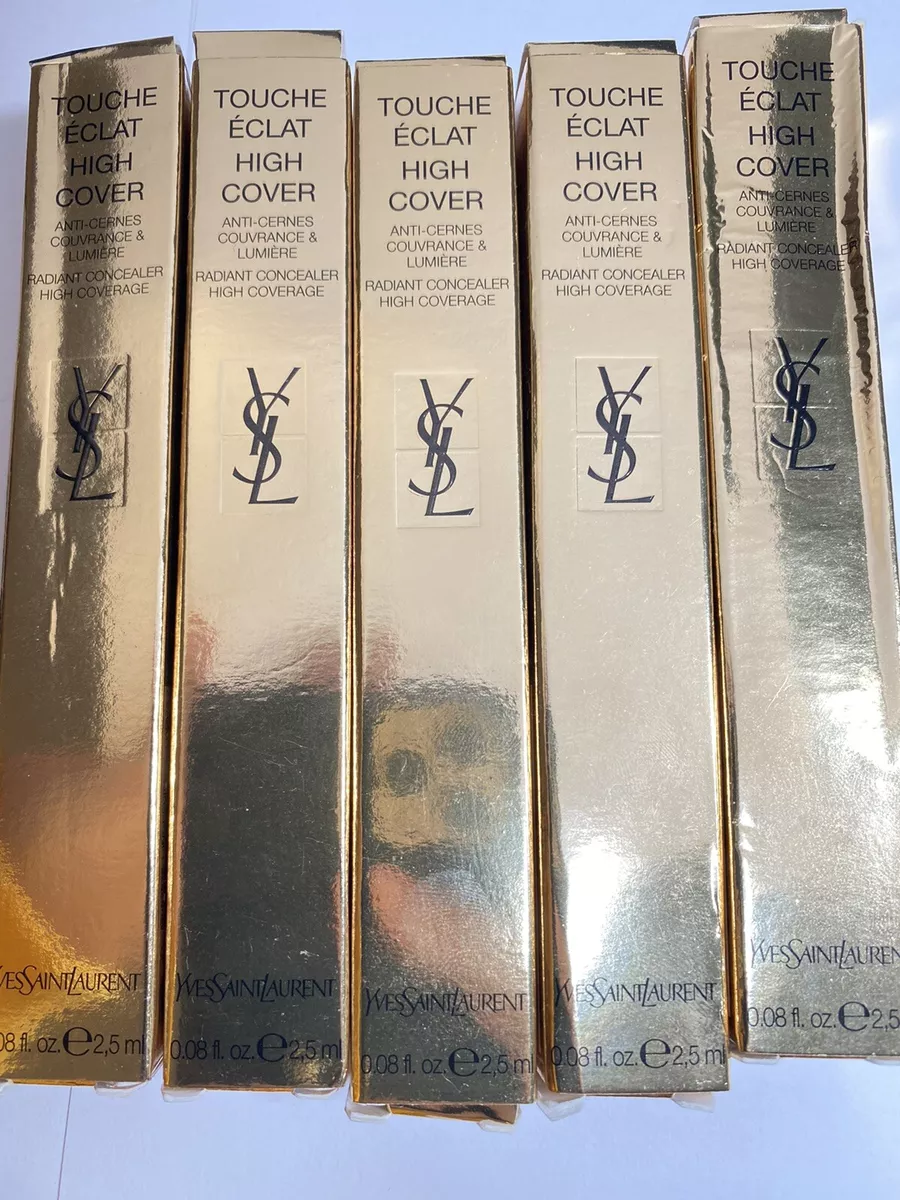 TOUCHE
ÉCLAT
HIGH
COVER
ANTI-CERNES
COUVRANCE &
LUMIÈRE
RADIANT CONCEALER
HIGH COVERAGE
YSL
YVESSAINTLAURENT
0.08 fl. oz. e 2,5 ml
TOUCHE
ÉCLAT
HIGH
COVER
ANTI-CERNES
COUVRANCE &
LUMIÈRE
RADIANT CONCEALER
HIGH COVERAGE
YSL
YVESSAINTLAURENT
0.08 fl. oz. e 2,5 ml
TOUCHE
ÉCLAT
HIGH
COVER
ANTI-CERNES
COUVRANCE &
LUMIÈRE
RADIANT CONCEALER
HIGH COVERAGE
YSL
YVESSAINTLAURENT
0.08 fl. oz. e 2,5 ml
TOUCHE
ÉCLAT
HIGH
COVER
ANTI-CERNES
COUVRANCE &
LUMIÈRE
RADIANT CONCEALER
HIGH COVERAGE
YSL
YVESSAINTLAURENT
0.08 fl. oz. e 2,5 ml
TOUCHE
ÉCLAT
HIGH
COVER
ANTI-CERNES
COUVRANCE &
LUMIÈRE
RADIANT CONCEALER
HIGH COVERAGE
YSL
YVESSAINTLAUREN
0.08 fl. oz. e 2,5